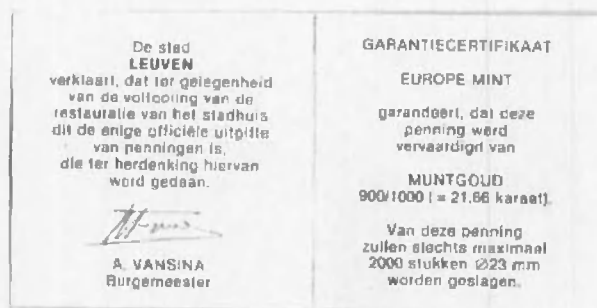 De stad
LEUVEN
verklaart, dat ter gelegenheid
van de voltooiing van de
restauratie van het stadhuis
dit de enige officiële uitgifte
van penningen is,
die ter herdenking hiervan
word gedaan.
A. VANSINA
Burgemeester
GARANTIECERTIFIKAAT
EUROPE MINT
garandeert, dat deze
penning werd
vervaardigd van
MUNTGOUD
900/1000 ( = 21,66 karaat).
Van deze penning
zullen slechts maximaal
2000 stukken ∅23 mm
worden geslagen.